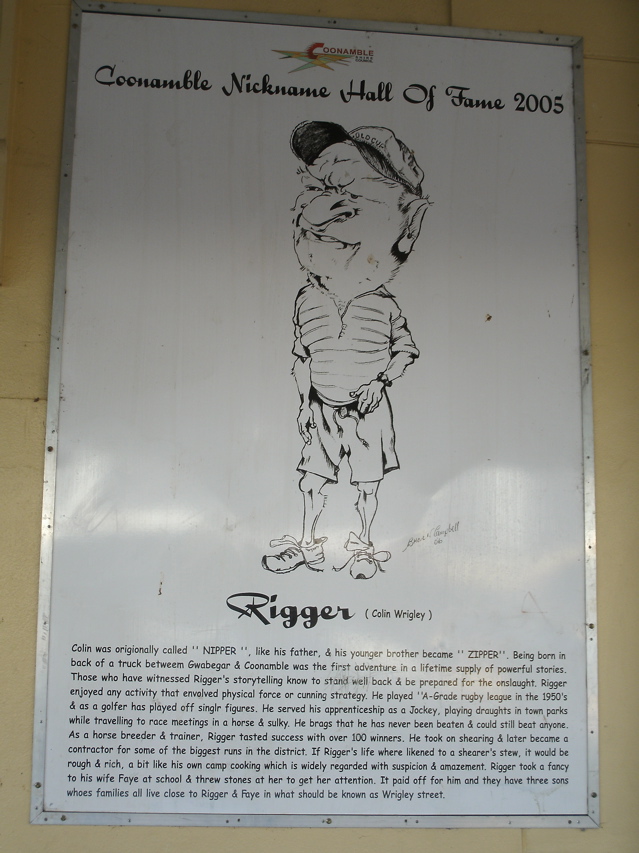 COONAMBLE
Coonamble Nickname Hall Of Fame 2005
GOLD CUP
Brian N Campbell
06
Rigger ( Colin Wrigley )
Colin was origionally called '' NIPPER '', like his father, & his younger brother became '' ZIPPER''. Being born in
back of a truck betweem Gwabegar & Coonamble was the first adventure in a lifetime supply of powerful stories.
Those who have witnessed Rigger's storytelling know to stand well back & be prepared for the onslaught. Rigger
enjoyed any activity that envolved physical force or cunning strategy. He played ''A-Grade rugby league in the 1950's
& as a golfer has played off singlr figures. He served his apprenticeship as a Jockey, playing draughts in town parks
while travelling to race meetings in a horse & sulky. He brags that he has never been beaten & could still beat anyone.
As a horse breeder & trainer, Rigger tasted success with over 100 winners. He took on shearing & later became a
contractor for some of the biggest runs in the district. If Rigger's life where likened to a shearer's stew, it would be
rough & rich, a bit like his own camp cooking which is widely regarded with suspicion & amazement. Rigger took a fancy
to his wife Faye at school & threw stones at her to get her attention. It paid off for him and they have three sons
whoes families all live close to Rigger & Faye in what should be known as Wrigley street.